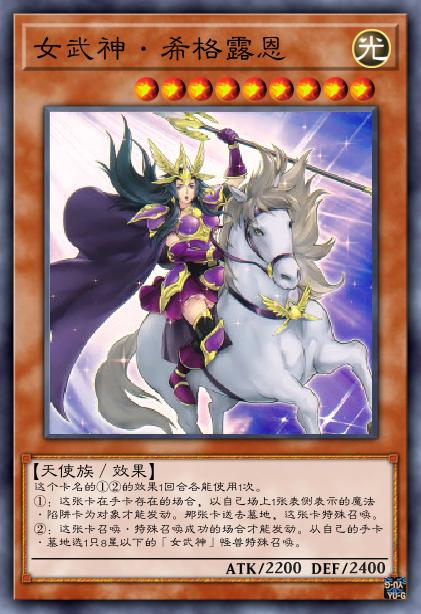 女武神·希格露恩
光
【天使族／效果】
这个卡名的①②的效果1回合各能使用1次。
①：这张卡在手卡存在的场合，以自己场上1张表侧表示的魔法
·陷阱卡为对象才能发动。那张卡送去墓地，这张卡特殊召唤。
②：这张卡召唤·特殊召唤成功的场合才能发动。从自己的手卡
·墓地选1只8星以下的「女武神」怪兽特殊召唤。
ATK/2200 DEF/2400
YU-G